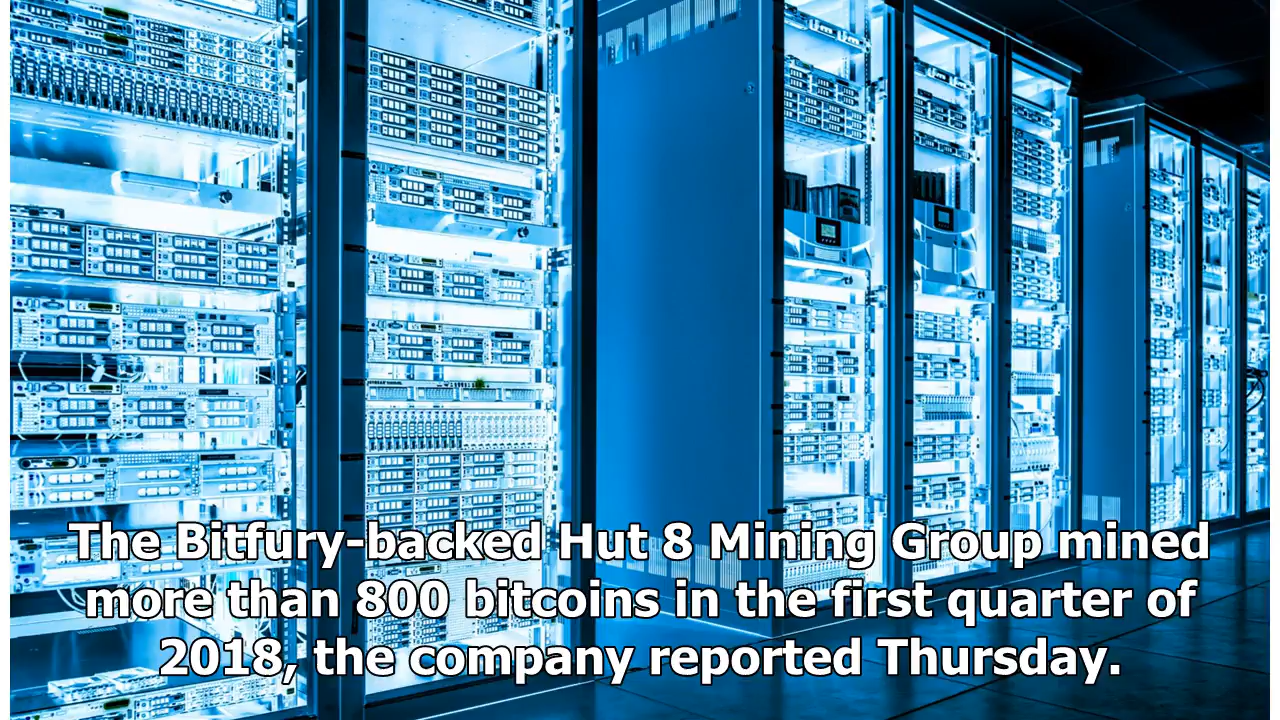 The Bitfury-backed Hut 8 Mining Group mined
more than 800 bitcoins in the first quarter of
2018, the company reported Thursday.